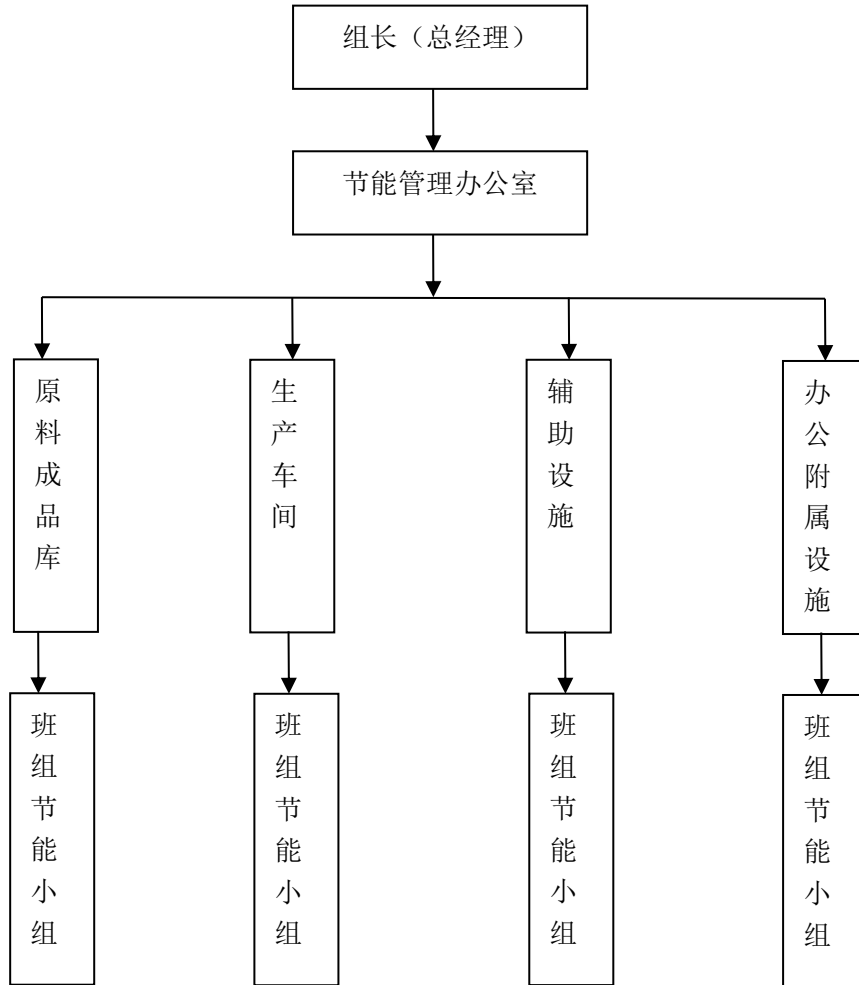 组长（总经理）
节能管理办公室
原料成品库
生产车间
辅助设施
办公附属设施
班组节能小组
班组节能小组
班组节能小组
班组节能小组